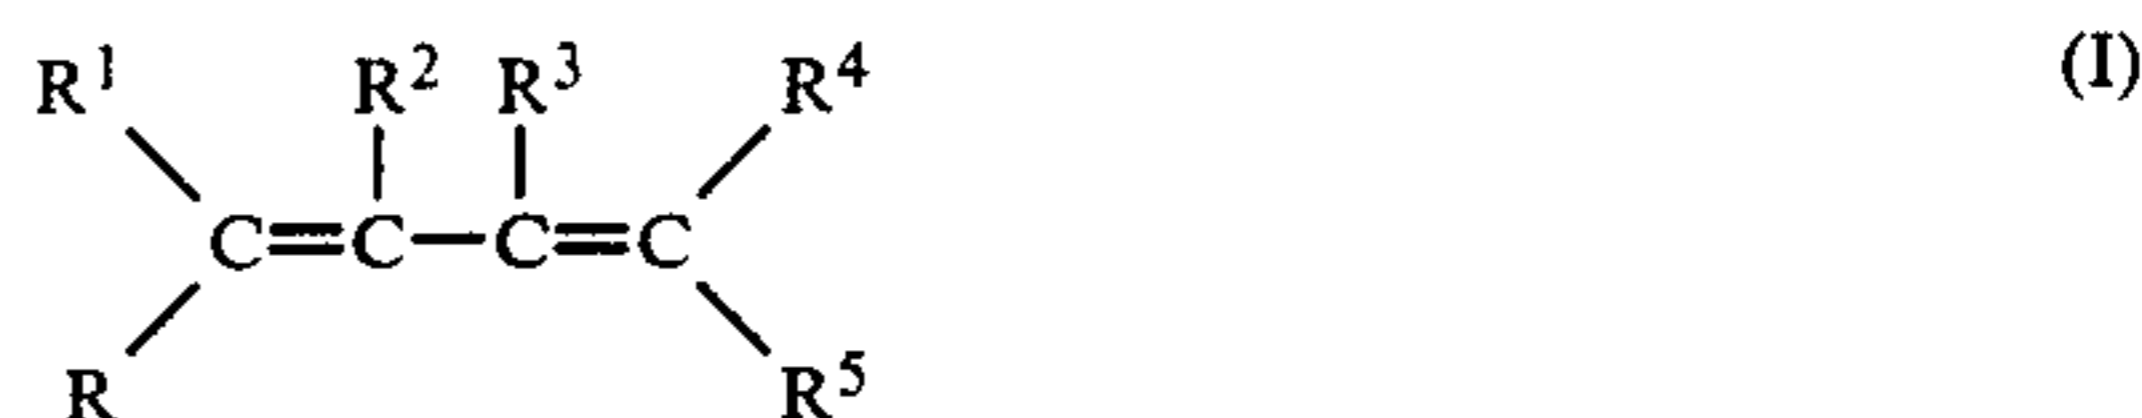 R¹ R² R³ R⁴ (I)
C=C—C=C
R R⁵